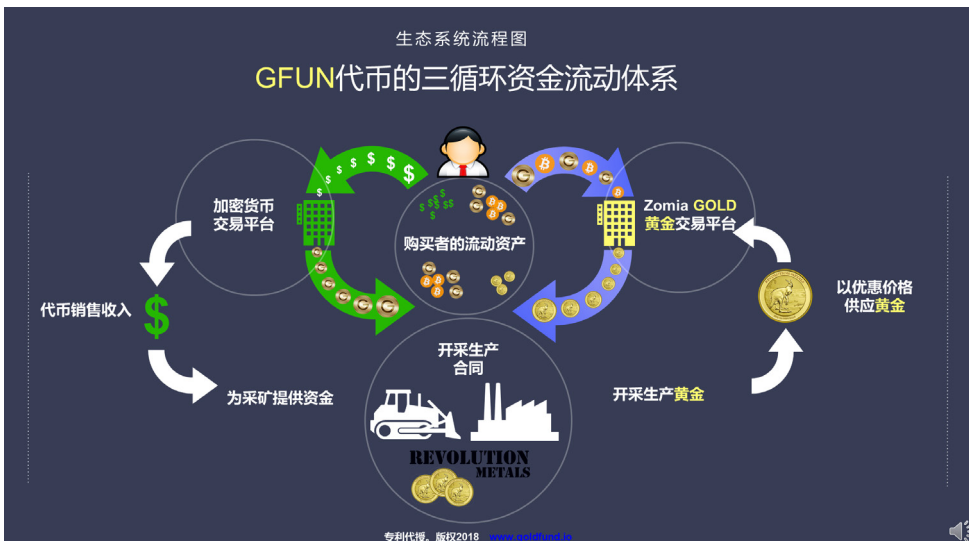 生态系统流程图
GFUN代币的三循环资金流动体系
加密货币
交易平台
购买者的流动资产
Zomia GOLD
黄金交易平台
代币销售收入
以优惠价格
供应黄金
开采生产
合同
为采矿提供资金
开采生产黄金
REVOLUTION
METALS
专利代授。版权2018 www.goldfund.io